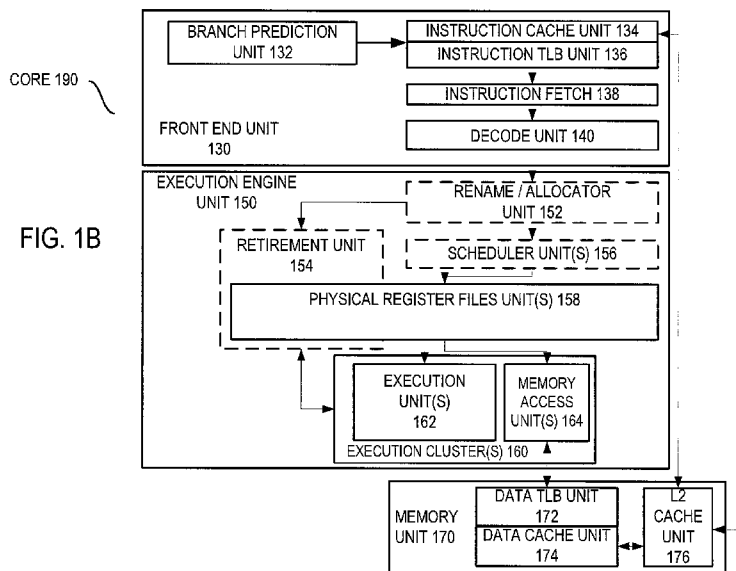 BRANCH PREDICTION
UNIT 132
INSTRUCTION CACHE UNIT 134
INSTRUCTION TLB UNIT 136
CORE 190
INSTRUCTION FETCH 138
FRONT END UNIT
130
DECODE UNIT 140
EXECUTION ENGINE
UNIT 150
RENAME / ALLOCATOR
UNIT 152
FIG. 1B
RETIREMENT UNIT
154
SCHEDULER UNIT(S) 156
PHYSICAL REGISTER FILES UNIT(S) 158
EXECUTION
UNIT(S)
162
MEMORY
ACCESS
UNIT(S) 164
EXECUTION CLUSTER(S) 160
MEMORY
UNIT 170
DATA TLB UNIT
172
DATA CACHE UNIT
174
L2
CACHE
UNIT
176